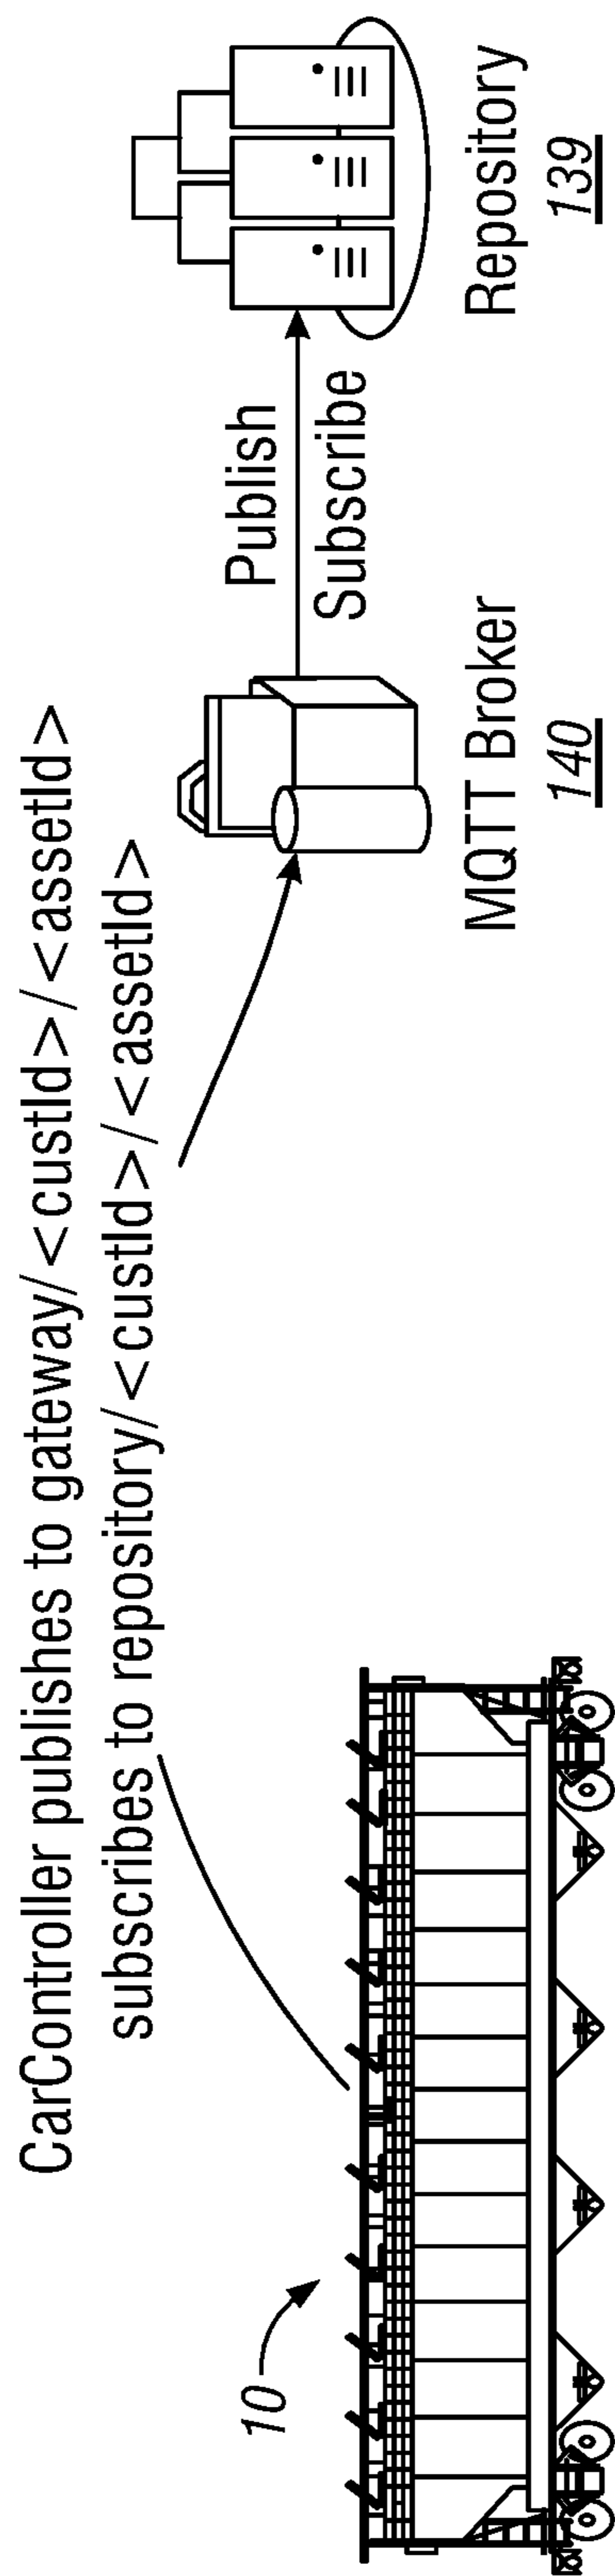 CarController publishes to gateway/<custId>/<assetId>
subscribes to repository/<custId>/<assetId>
10
Publish
Subscribe
MQTT Broker
140
Repository
139